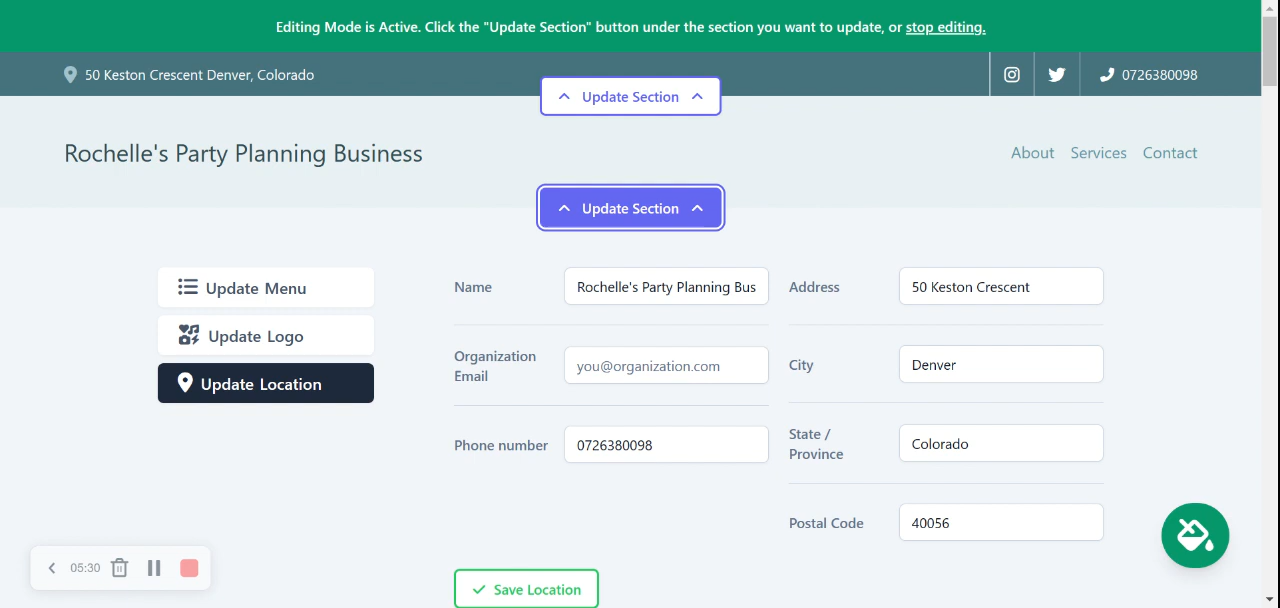 Editing Mode is Active. Click the "Update Section" button under the section you want to update, or stop editing.
50 Keston Crescent Denver, Colorado
0726380098
Update Section
Rochelle's Party Planning Business
About Services Contact
Update Section
Update Menu
Update Logo
Update Location
Name
Rochelle's Party Planning Bus
Address
50 Keston Crescent
Organization
Email
you@organization.com
City
Denver
Phone number
0726380098
State /
Province
Colorado
Postal Code
40056
Save Location
05:30